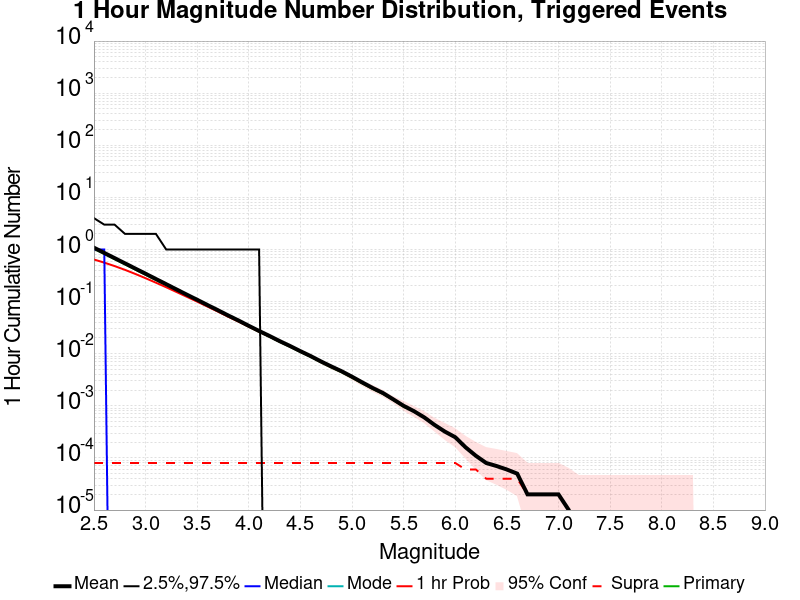 1 Hour Magnitude Number Distribution, Triggered Events
1 Hour Cumulative Number
10^4
10^3
10^2
10^1
10^0
10^-1
10^-2
10^-3
10^-4
10^-5
2.5 3.0 3.5 4.0 4.5 5.0 5.5 6.0 6.5 7.0 7.5 8.0 8.5 9.0
Magnitude
Mean 2.5%,97.5% Median Mode 1 hr Prob 95% Conf Supra Primary